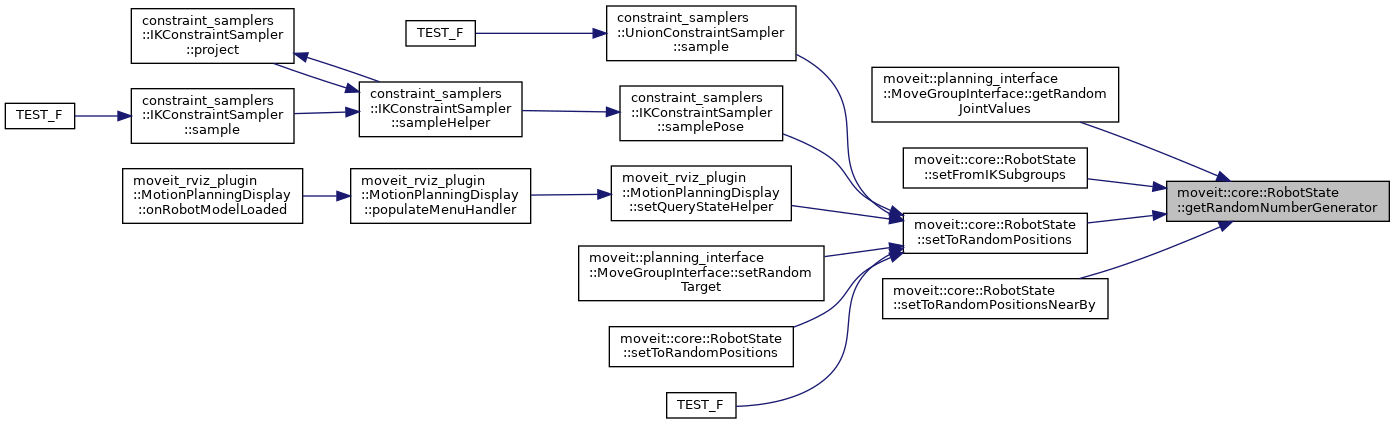 constraint_samplers
::IKConstraintSampler
::project
TEST_F
constraint_samplers
::UnionConstraintSampler
::sample
moveit::planning_interface
::MoveGroupInterface::getRandom
JointValues
TEST_F
constraint_samplers
::IKConstraintSampler
::sample
constraint_samplers
::IKConstraintSampler
::sampleHelper
constraint_samplers
::IKConstraintSampler
::samplePose
moveit::core::RobotState
::setFromIKSubgroups
moveit::core::RobotState
::getRandomNumberGenerator
moveit_rviz_plugin
::MotionPlanningDisplay
::onRobotModelLoaded
moveit_rviz_plugin
::MotionPlanningDisplay
::populateMenuHandler
moveit_rviz_plugin
::MotionPlanningDisplay
::setQueryStateHelper
moveit::core::RobotState
::setToRandomPositions
moveit::planning_interface
::MoveGroupInterface::setRandom
Target
moveit::core::RobotState
::setToRandomPositionsNearBy
moveit::core::RobotState
::setToRandomPositions
TEST_F